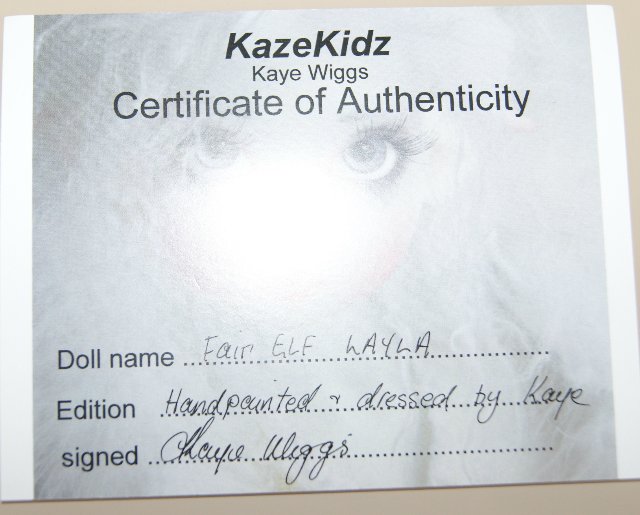 KazeKidz
Kaye Wiggs
Certificate of Authenticity
Doll name Fair ELF LAYLA
Edition Handpainted & dressed by Kaye
signed Kaye Wiggs